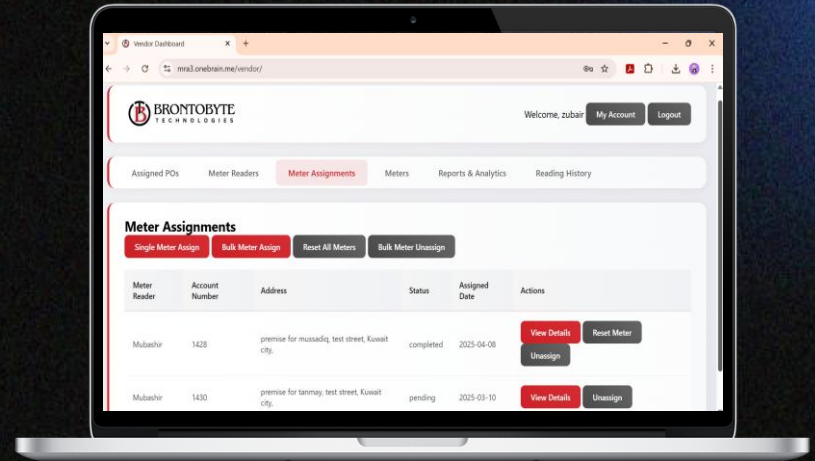 Vendor Dashboard
mra3.onebrain.me/vendor/
BRONTOBYTE
TECHNOLOGIES
Welcome, zubair
My Account
Logout
Assigned POs
Meter Readers
Meter Assignments
Meters
Reports & Analytics
Reading History
Meter Assignments
Single Meter Assign
Bulk Meter Assign
Reset All Meters
Bulk Meter Unassign
Meter
Reader
Account
Number
Address
Status
Assigned
Date
Actions
Mubashir
1428
premise for mussadiq, test street, Kuwait
city,
completed
2025-04-08
View Details
Reset Meter
Unassign
Mubashir
1430
premise for tanmay, test street, Kuwait
city,
pending
2025-03-10
View Details
Unassign